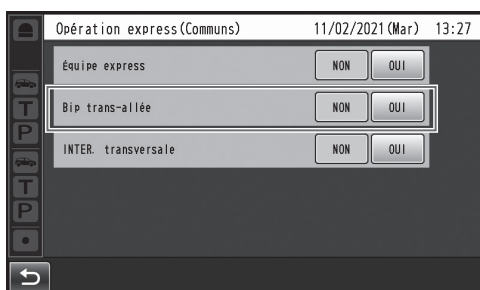 Opération express(Communs) 11/02/2021(Mar) 13:27
Équipe express NON OUI
Bip trans-allée NON OUI
INTER. transversale NON OUI
T
P
T
P